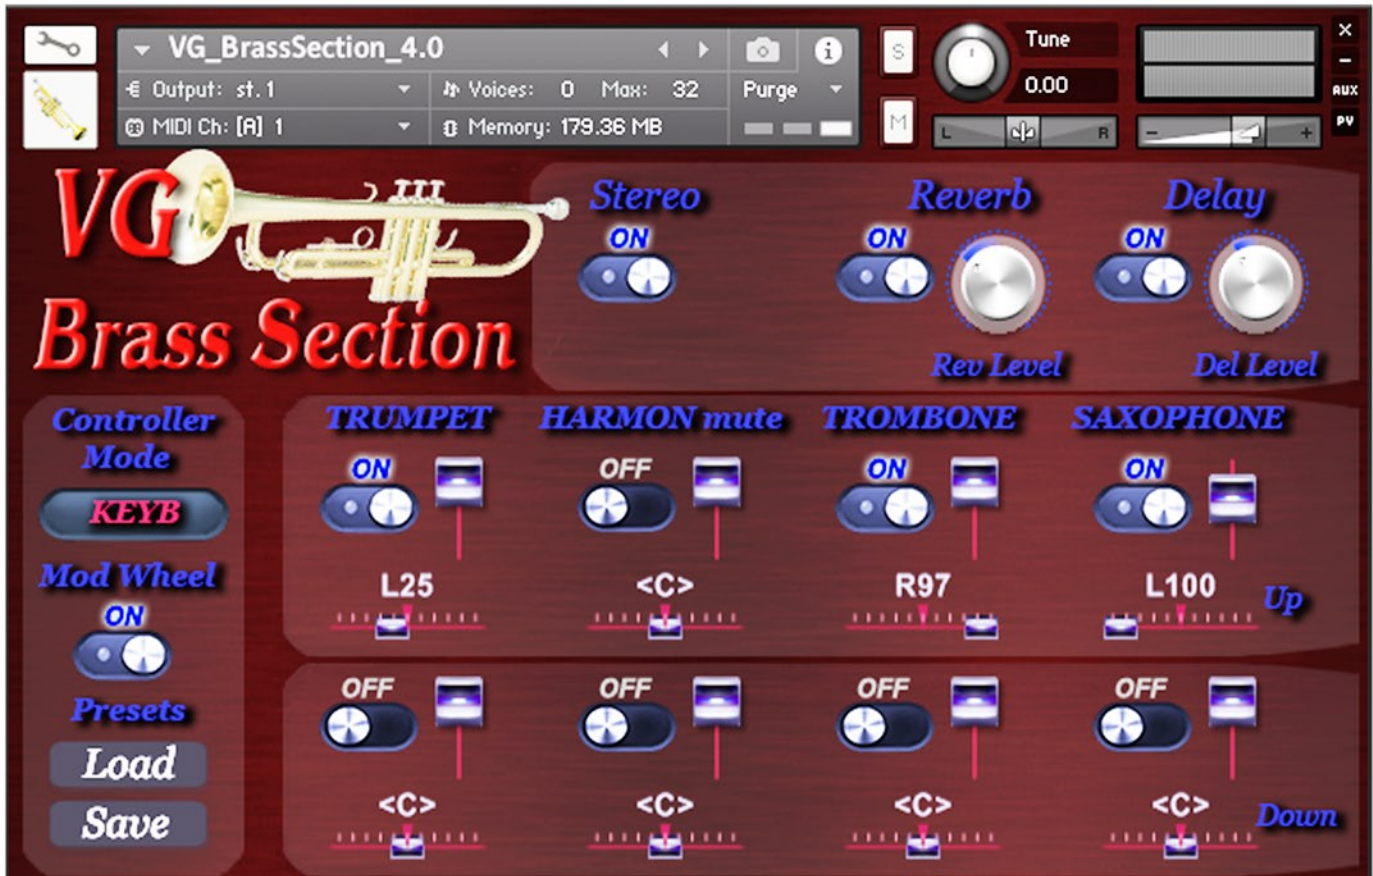 VG_BrassSection_4.0
Output: st.1
Voices: 0 Max: 32
Purge
MIDI Ch: [A] 1
Memory: 179.36 MB
S
M
Tune
0.00
L
R
-
+
x
-
AUX
PV
VG
Brass Section
Stereo
ON
Reverb
ON
Rev Level
Delay
ON
Del Level
Controller
Mode
KEYB
Mod Wheel
ON
Presets
Load
Save
TRUMPET HARMON mute TROMBONE SAXOPHONE
ON OFF ON ON
L25 <C> R97 L100
Up
OFF OFF OFF OFF
<C> <C> <C> <C>
Down